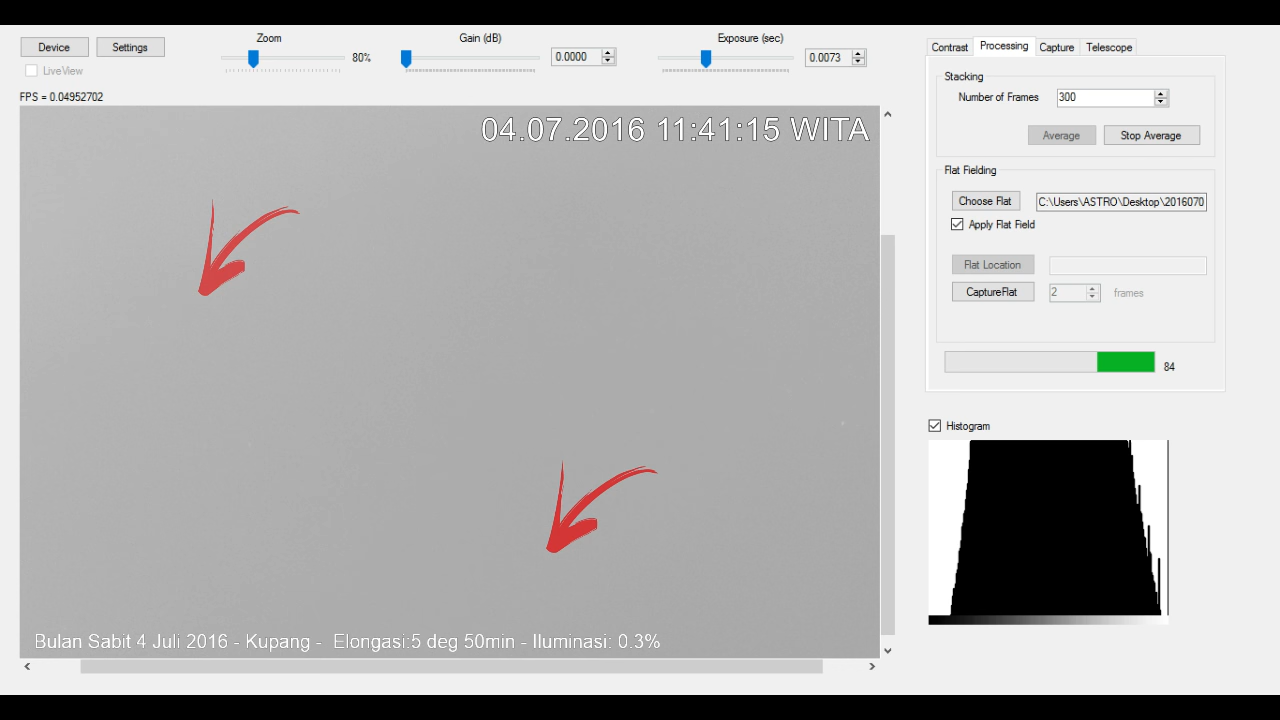 Device
Settings
Zoom
Gain (dB)
Exposure (sec)
80%
0.0000
0.0073
LiveView
FPS = 0.04952702
04.07.2016 11:41:15 WITA
Bulan Sabit 4 Juli 2016 - Kupang - Elongasi:5 deg 50min - Iluminasi: 0.3%
Contrast
Processing
Capture
Telescope
Stacking
Number of Frames
300
Average
Stop Average
Flat Fielding
Choose Flat
C:\Users\ASTRO\Desktop\2016070
Apply Flat Field
Flat Location
CaptureFlat
2
frames
84
Histogram